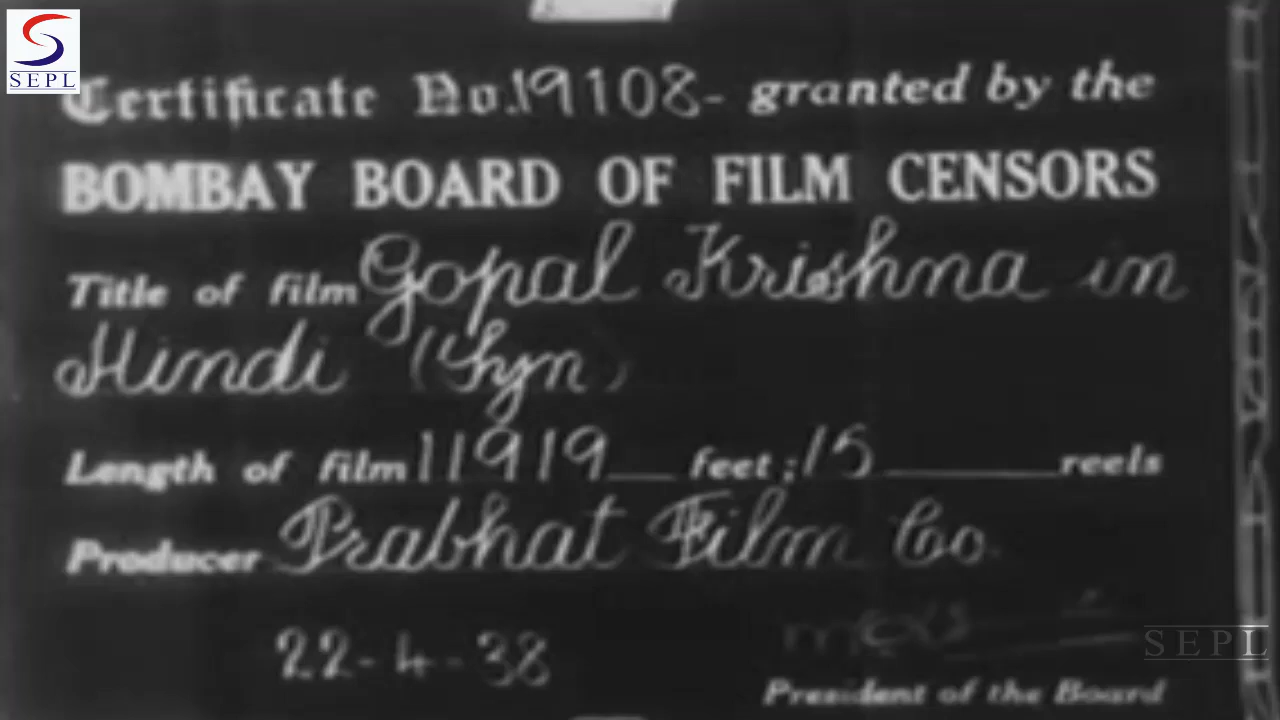 SEPL
Certificate No. 19108- granted by the
BOMBAY BOARD OF FILM CENSORS
Title of film Gopal Krishna in
Hindi (Syn)
Length of film 11919 feet; 15 reels
Producer Prabhat Film Co.
22-4-38
SEPL
President of the Board